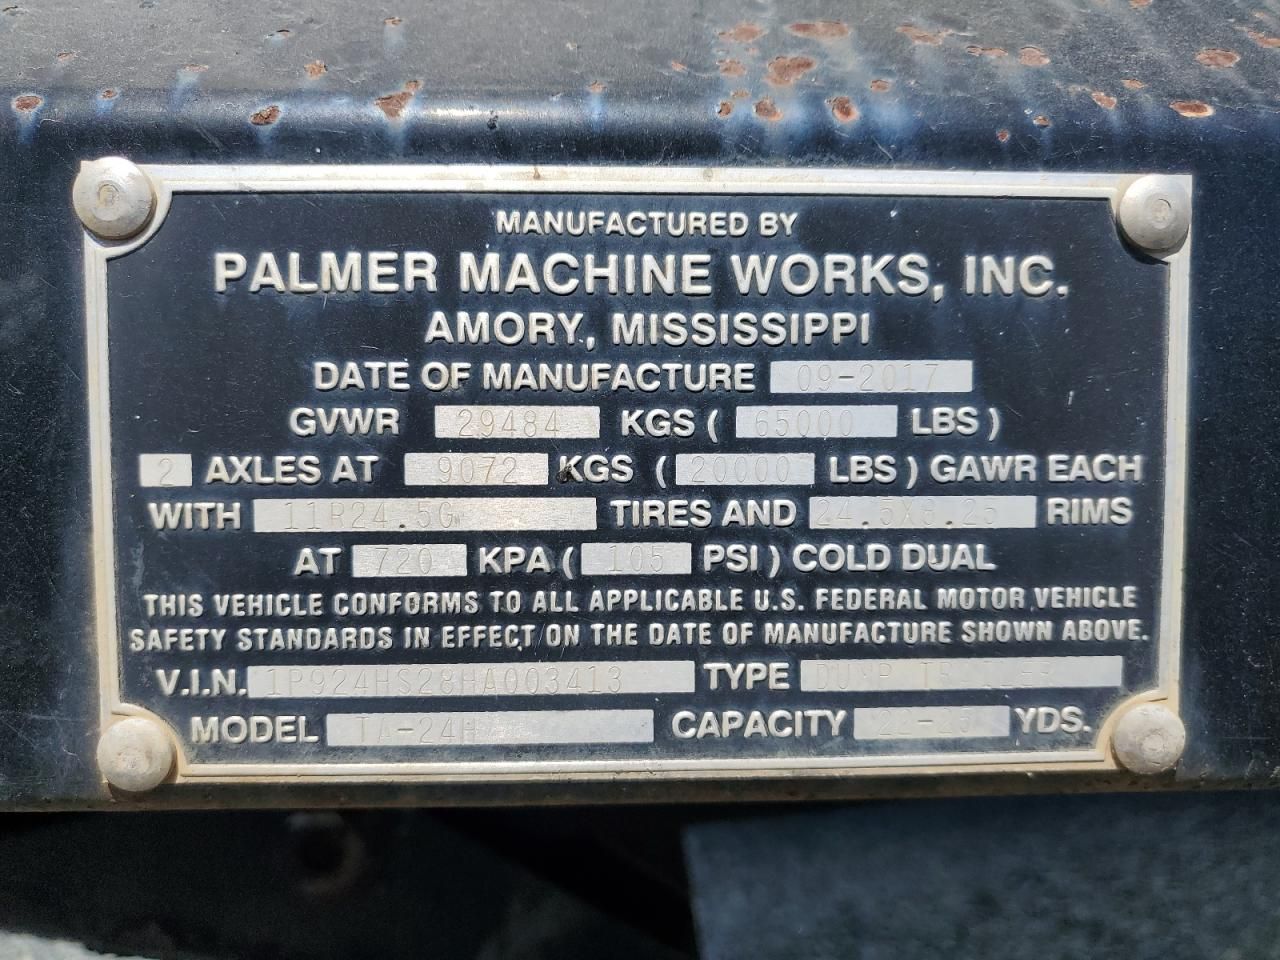 MANUFACTURED BY
PALMER MACHINE WORKS, INC.
AMORY, MISSISSIPPI
DATE OF MANUFACTURE 09-2017
GVWR 29484 KGS ( 65000 LBS )
2 AXLES AT 9072 KGS ( 20000 LBS ) GAWR EACH
WITH 11R24.5G TIRES AND 24.5X8.25 RIMS
AT 720 KPA ( 105 PSI ) COLD DUAL
THIS VEHICLE CONFORMS TO ALL APPLICABLE U.S. FEDERAL MOTOR VEHICLE
SAFETY STANDARDS IN EFFECT ON THE DATE OF MANUFACTURE SHOWN ABOVE.
V.I.N. 1P924HS28HA003413 TYPE DUMP TRAILER
MODEL TA-24H CAPACITY 22-25 YDS.